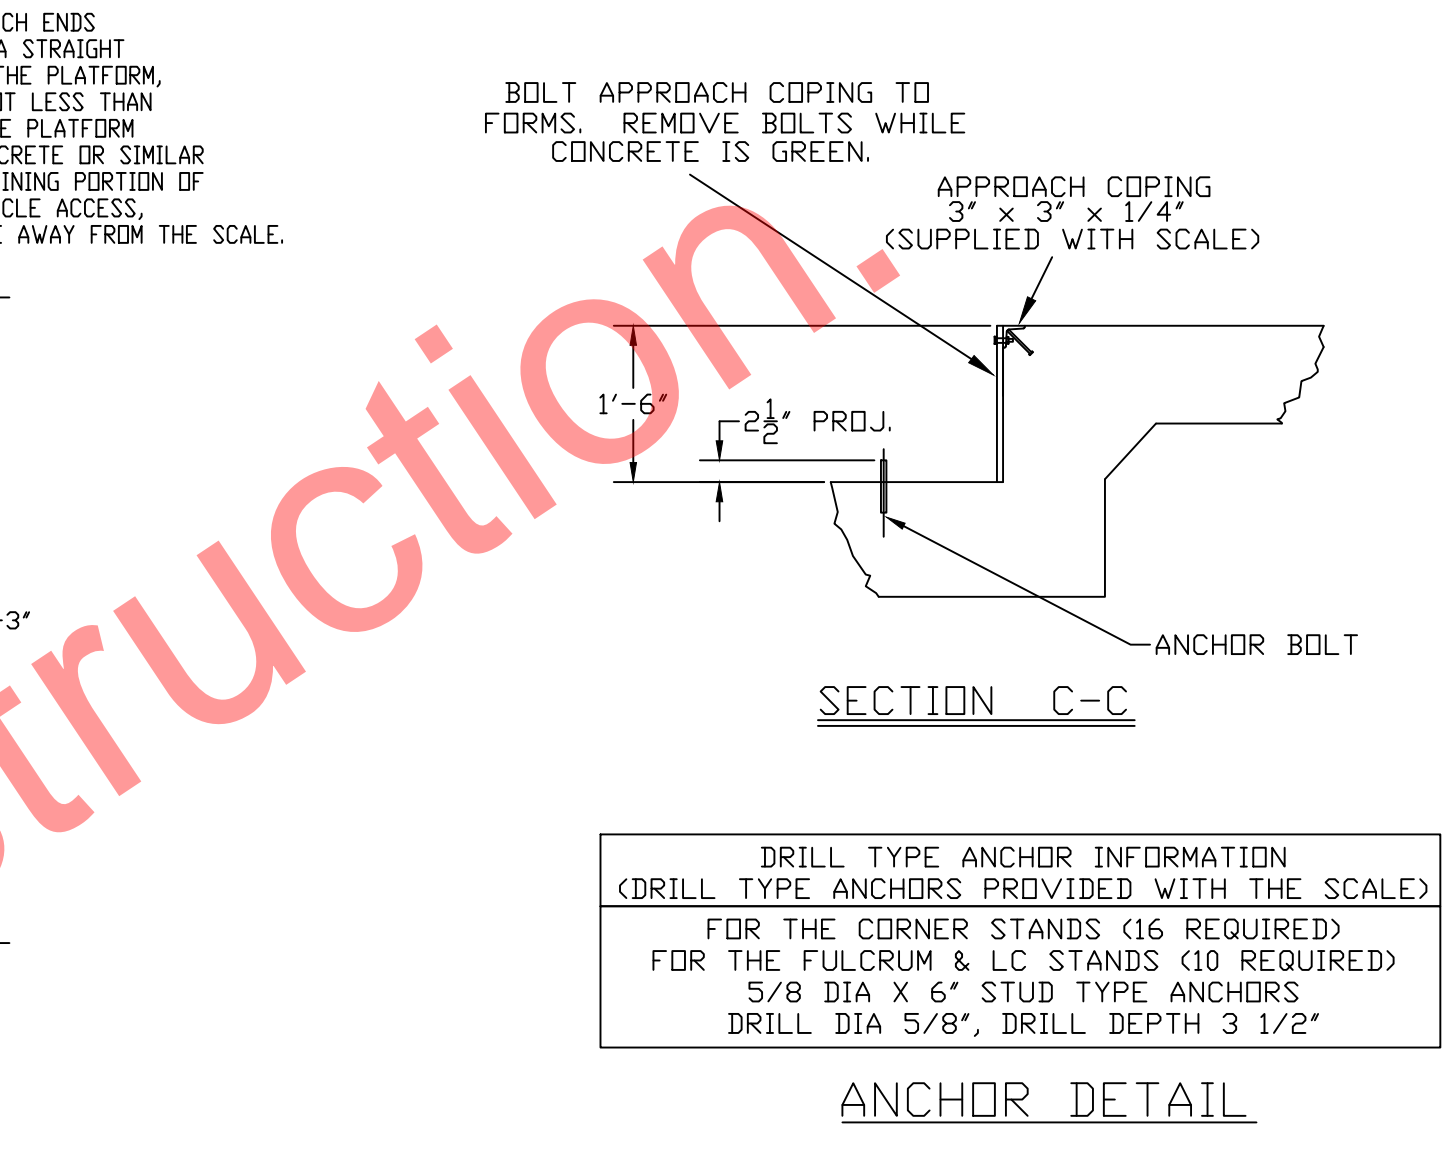 CH ENDS
A STRAIGHT
THE PLATFORM,
OT LESS THAN
E PLATFORM
CRETE OR SIMILAR
INING PORTION OF
CLE ACCESS,
E AWAY FROM THE SCALE.
BOLT APPROACH COPING TO
FORMS. REMOVE BOLTS WHILE
CONCRETE IS GREEN.
APPROACH COPING
3" x 3" x 1/4"
(SUPPLIED WITH SCALE)
1'-6"
2 1/2" PROJ.
-3"
ANCHOR BOLT
SECTION C-C
truction.
DRILL TYPE ANCHOR INFORMATION
(DRILL TYPE ANCHORS PROVIDED WITH THE SCALE)
FOR THE CORNER STANDS (16 REQUIRED)
FOR THE FULCRUM & LC STANDS (10 REQUIRED)
5/8 DIA X 6" STUD TYPE ANCHORS
DRILL DIA 5/8", DRILL DEPTH 3 1/2"
ANCHOR DETAIL